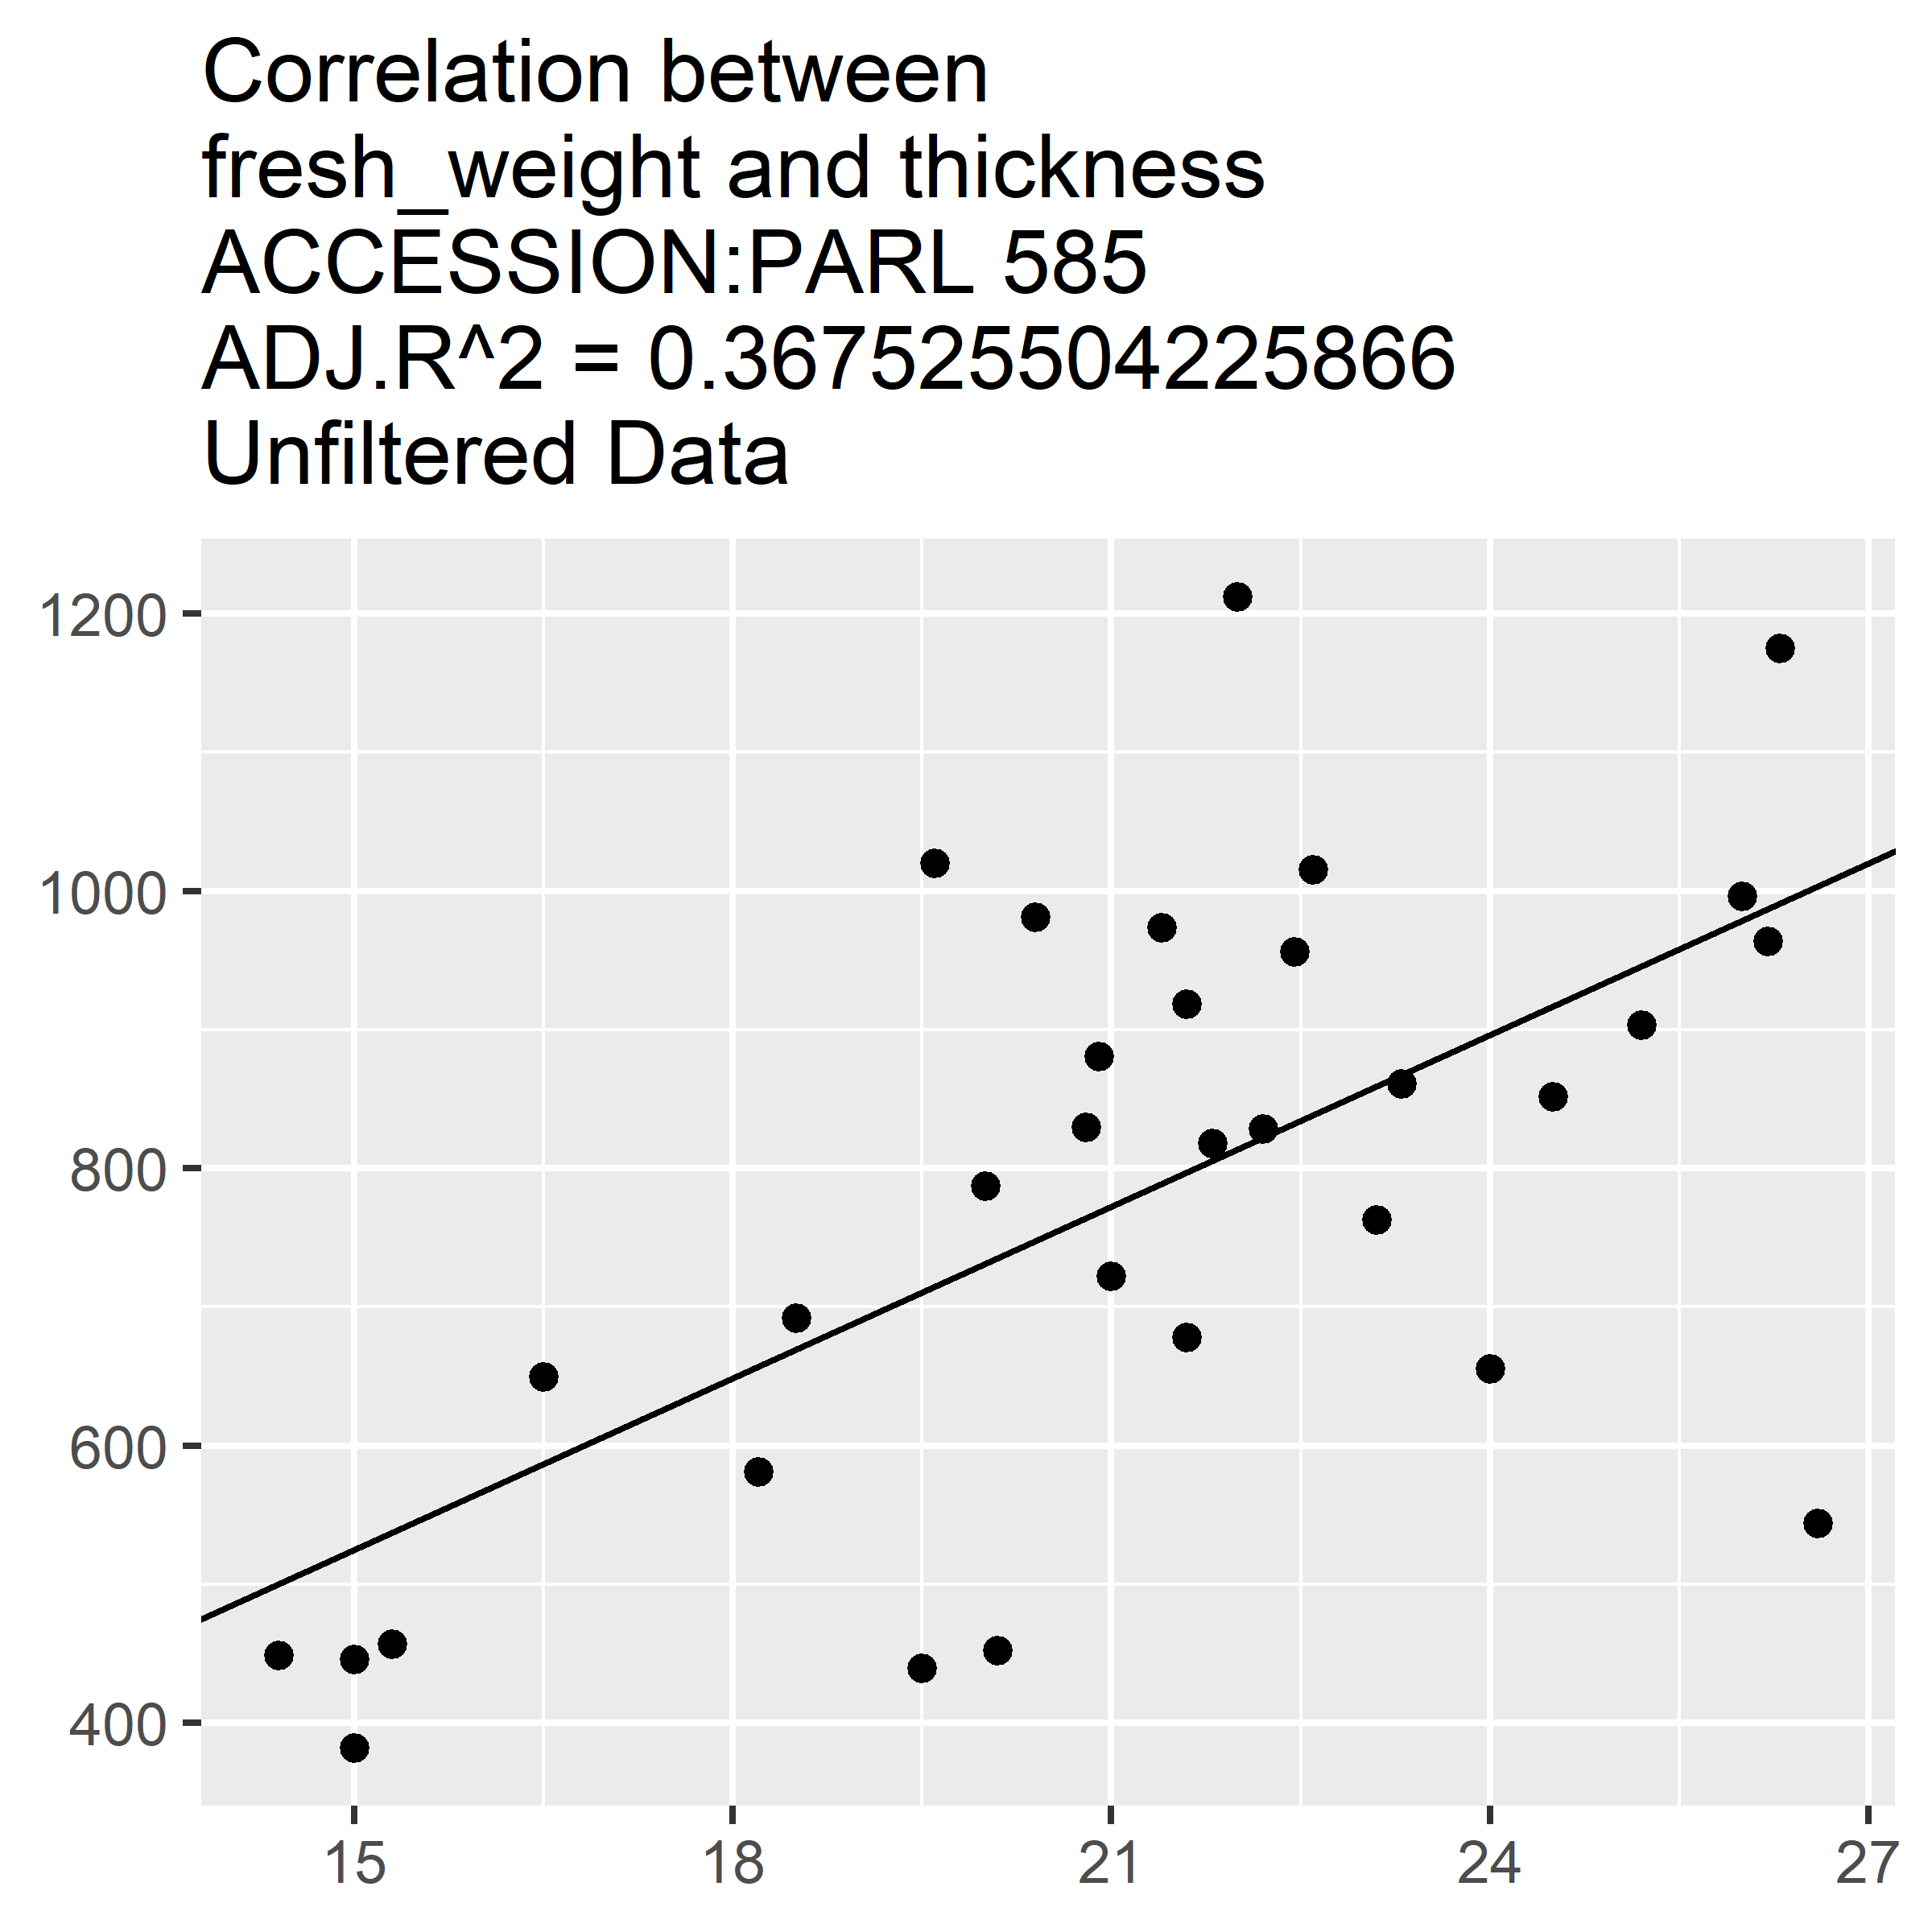 Correlation between
fresh_weight and thickness
ACCESSION:PARL 585
ADJ.R^2 = 0.367525504225866
Unfiltered Data
1200
1000
800
600
400
15 18 21 24 27